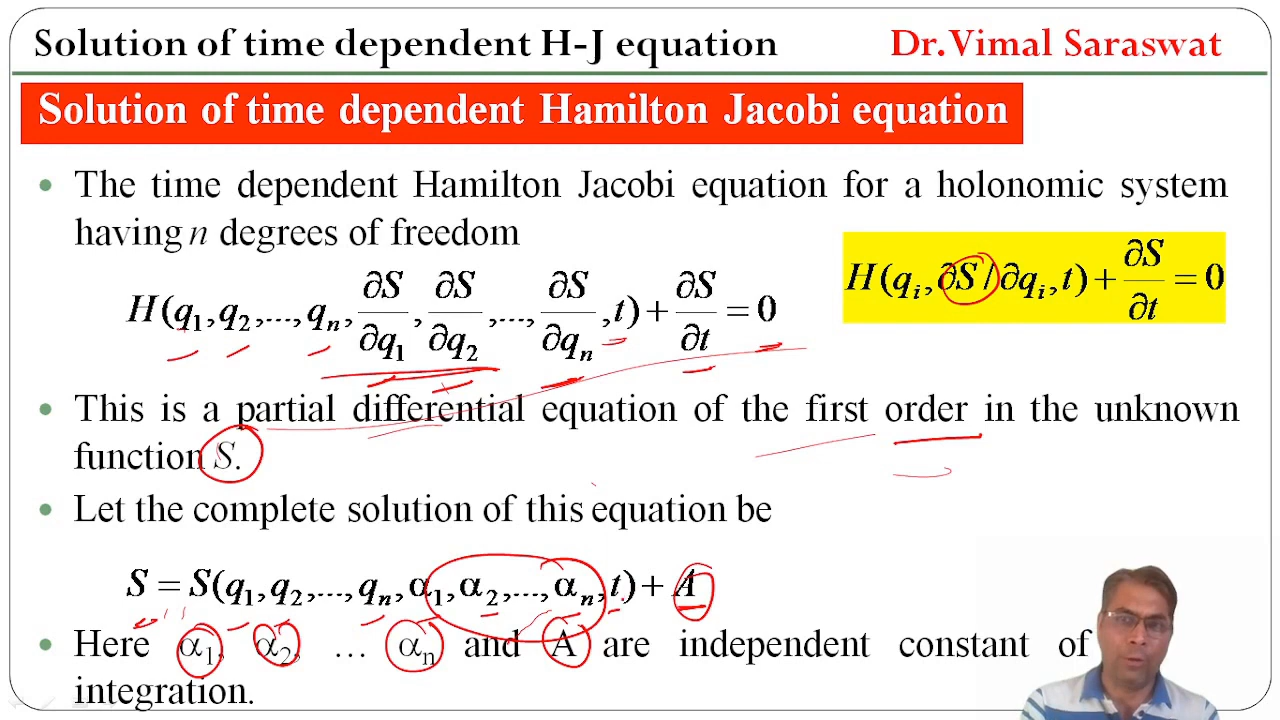 Solution of time dependent H-J equation Dr.Vimal Saraswat
Solution of time dependent Hamilton Jacobi equation
• The time dependent Hamilton Jacobi equation for a holonomic system
having n degrees of freedom
H(qᵢ, ∂S/∂qᵢ, t) + ∂S/∂t = 0
H(q₁, q₂,..., qₙ, ∂S/∂q₁, ∂S/∂q₂,..., ∂S/∂qₙ, t) + ∂S/∂t = 0
• This is a partial differential equation of the first order in the unknown
function S.
• Let the complete solution of this equation be
S = S(q₁, q₂,..., qₙ, α₁, α₂,..., αₙ, t) + A
• Here α₁, α₂, ... αₙ and A are independent constant of
integration.